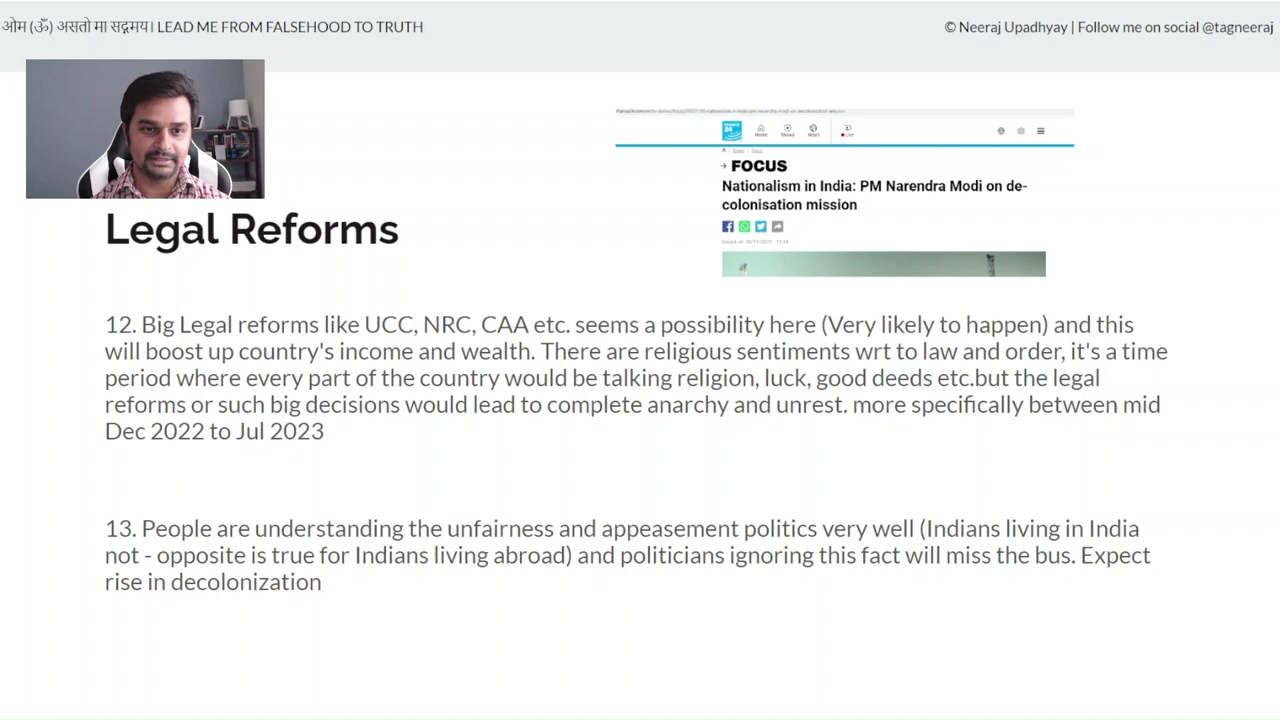 ओम (ॐ) असतो मा सद्गमय। LEAD ME FROM FALSEHOOD TO TRUTH
© Neeraj Upadhyay | Follow me on social @tagneeraj
FRANCE 24
Home Shows News Live
→ FOCUS
Nationalism in India: PM Narendra Modi on de-
colonisation mission
Legal Reforms
12. Big Legal reforms like UCC, NRC, CAA etc. seems a possibility here (Very likely to happen) and this
will boost up country's income and wealth. There are religious sentiments wrt to law and order, it's a time
period where every part of the country would be talking religion, luck, good deeds etc.but the legal
reforms or such big decisions would lead to complete anarchy and unrest. more specifically between mid
Dec 2022 to Jul 2023
13. People are understanding the unfairness and appeasement politics very well (Indians living in India
not - opposite is true for Indians living abroad) and politicians ignoring this fact will miss the bus. Expect
rise in decolonization